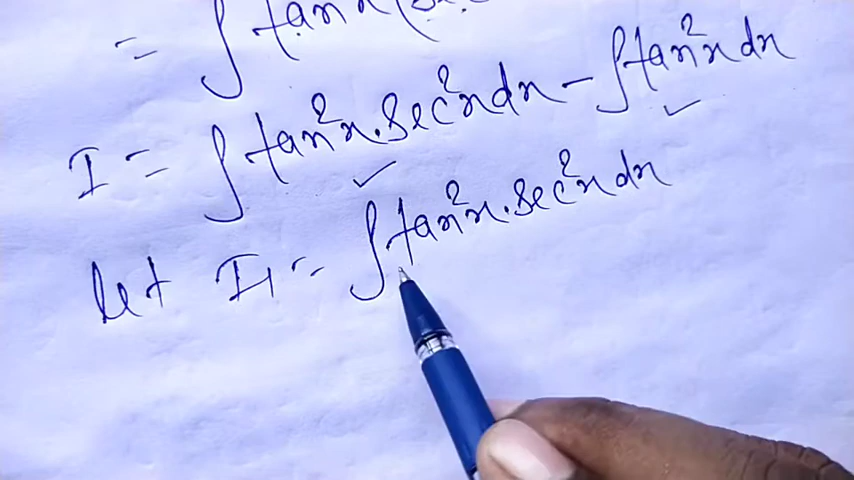 = ∫ tan x (
I = ∫ tan²x. Sec²x dx - ∫ tan²x dx
let I₁ = ∫ tan²x. Sec²x dx